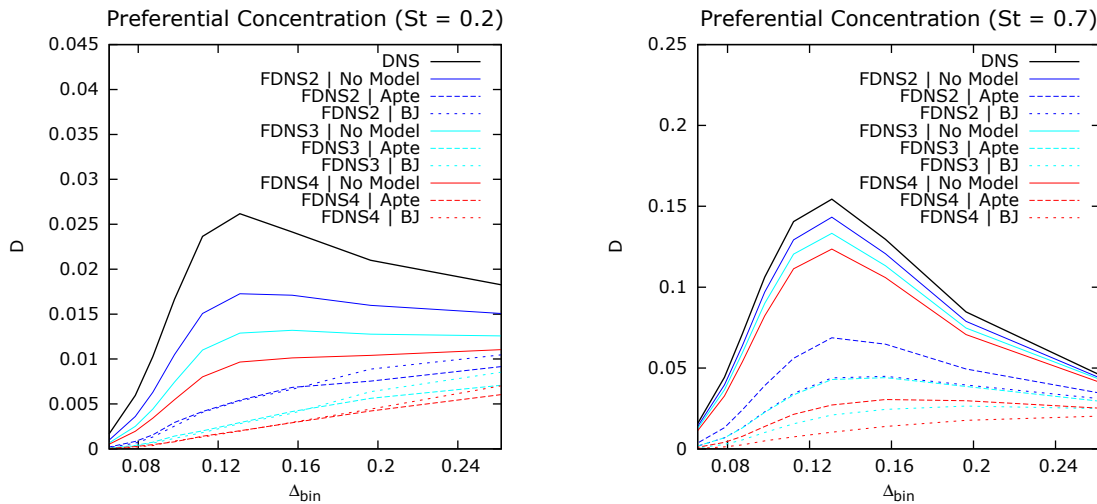 Preferential Concentration (St = 0.2)
0.045
0.04
0.035
0.03
0.025
0.02
0.015
0.01
0.005
0
D
DNS
FDNS2 | No Model
FDNS2 | Apte
FDNS2 | BJ
FDNS3 | No Model
FDNS3 | Apte
FDNS3 | BJ
FDNS4 | No Model
FDNS4 | Apte
FDNS4 | BJ
0.08 0.12 0.16 0.2 0.24
Δbin
Preferential Concentration (St = 0.7)
0.25
0.2
0.15
0.1
0.05
0
D
DNS
FDNS2 | No Model
FDNS2 | Apte
FDNS2 | BJ
FDNS3 | No Model
FDNS3 | Apte
FDNS3 | BJ
FDNS4 | No Model
FDNS4 | Apte
FDNS4 | BJ
0.08 0.12 0.16 0.2 0.24
Δbin